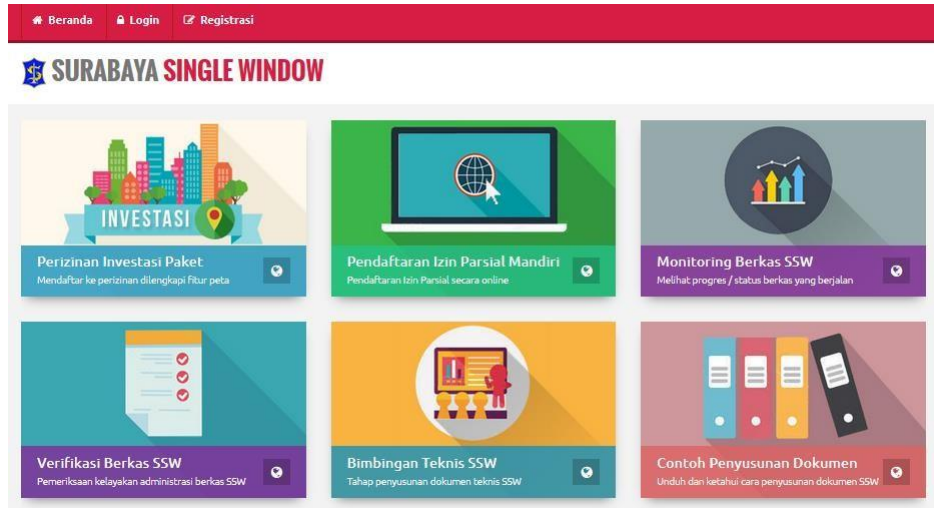 Beranda Login Registrasi
SURABAYA SINGLE WINDOW
INVESTASI
Perizinan Investasi Paket
Mendaftar ke perizinan dilengkapi fitur peta
Pendaftaran Izin Parsial Mandiri
Pendaftaran Izin Parsial secara online
Monitoring Berkas SSW
Melihat progres / status berkas yang berjalan
Verifikasi Berkas SSW
Pemeriksaan kelayakan administrasi berkas SSW
Bimbingan Teknis SSW
Tahap penyusunan dokumen teknis SSW
Contoh Penyusunan Dokumen
Unduh dan ketahui cara penyusunan dokumen SSW